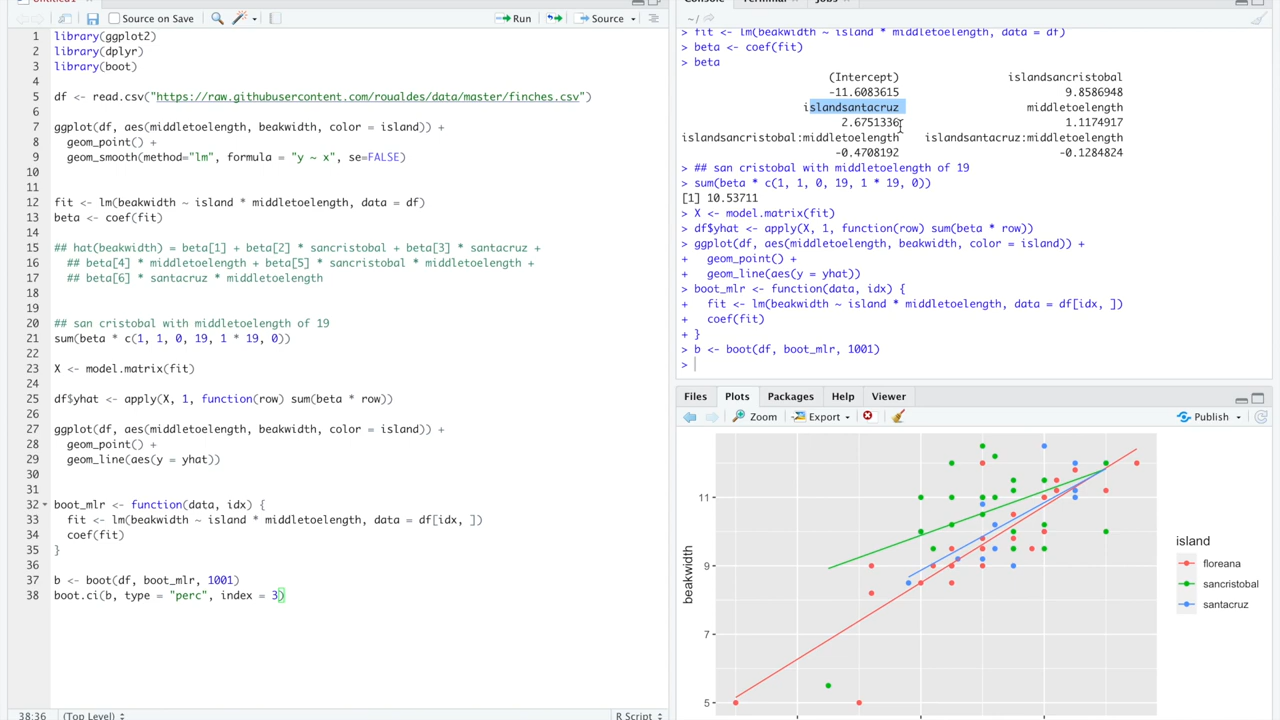 Untitled1*
Source on Save
Run
Source
1 library(ggplot2)
2 library(dplyr)
3 library(boot)
4
5 df <- read.csv("https://raw.githubusercontent.com/roualdes/data/master/finches.csv")
6
7 ggplot(df, aes(middletoelength, beakwidth, color = island)) +
8 geom_point() +
9 geom_smooth(method="lm", formula = "y ~ x", se=FALSE)
10
11
12 fit <- lm(beakwidth ~ island * middletoelength, data = df)
13 beta <- coef(fit)
14
15 ## hat(beakwidth) = beta[1] + beta[2] * sancristobal + beta[3] * santacruz +
16 ## beta[4] * middletoelength + beta[5] * sancristobal * middletoelength +
17 ## beta[6] * santacruz * middletoelength
18
19
20 ## san cristobal with middletoelength of 19
21 sum(beta * c(1, 1, 0, 19, 1 * 19, 0))
22
23 X <- model.matrix(fit)
24
25 df$yhat <- apply(X, 1, function(row) sum(beta * row))
26
27 ggplot(df, aes(middletoelength, beakwidth, color = island)) +
28 geom_point() +
29 geom_line(aes(y = yhat))
30
31
32 boot_mlr <- function(data, idx) {
33 fit <- lm(beakwidth ~ island * middletoelength, data = df[idx, ])
34 coef(fit)
35 }
36
37 b <- boot(df, boot_mlr, 1001)
38 boot.ci(b, type = "perc", index = 3)
38:36 (Top Level) R Script
Console Terminal Jobs
~/
> fit <- lm(beakwidth ~ island * middletoelength, data = df)
> beta <- coef(fit)
> beta
(Intercept) islandsancristobal
-11.6083615 9.8586948
islandsantacruz middletoelength
2.6751336 1.1174917
islandsancristobal:middletoelength islandsantacruz:middletoelength
-0.4708192 -0.1284824
> ## san cristobal with middletoelength of 19
> sum(beta * c(1, 1, 0, 19, 1 * 19, 0))
[1] 10.53711
> X <- model.matrix(fit)
> df$yhat <- apply(X, 1, function(row) sum(beta * row))
> ggplot(df, aes(middletoelength, beakwidth, color = island)) +
+ geom_point() +
+ geom_line(aes(y = yhat))
> boot_mlr <- function(data, idx) {
+ fit <- lm(beakwidth ~ island * middletoelength, data = df[idx, ])
+ coef(fit)
+ }
> b <- boot(df, boot_mlr, 1001)
>
Files Plots Packages Help Viewer
Zoom Export Publish
11
9
7
5
beakwidth
island
floreana
sancristobal
santacruz